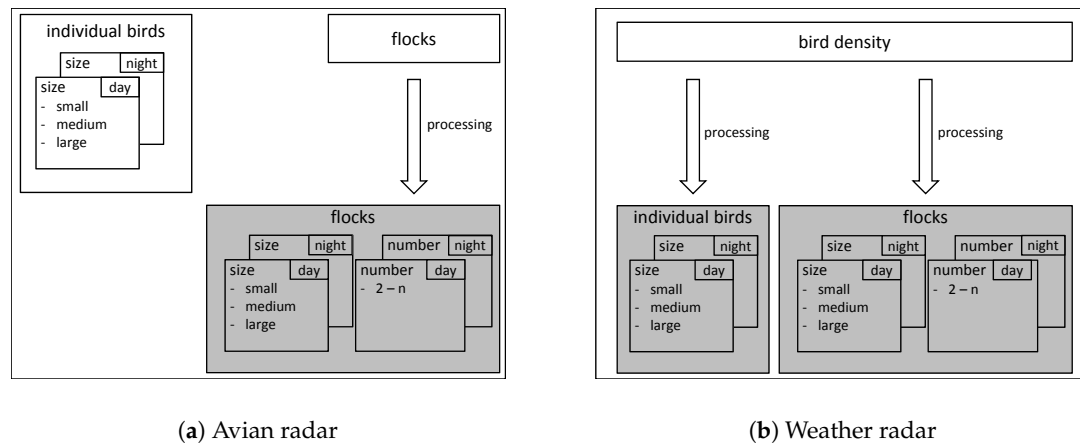 individual birds
size night
size day
- small
- medium
- large
flocks
processing
flocks
size night
size day
- small
- medium
- large
number night
number day
- 2 – n
(a) Avian radar
bird density
processing
processing
individual birds
size night
size day
- small
- medium
- large
flocks
size night
size day
- small
- medium
- large
number night
number day
- 2 – n
(b) Weather radar